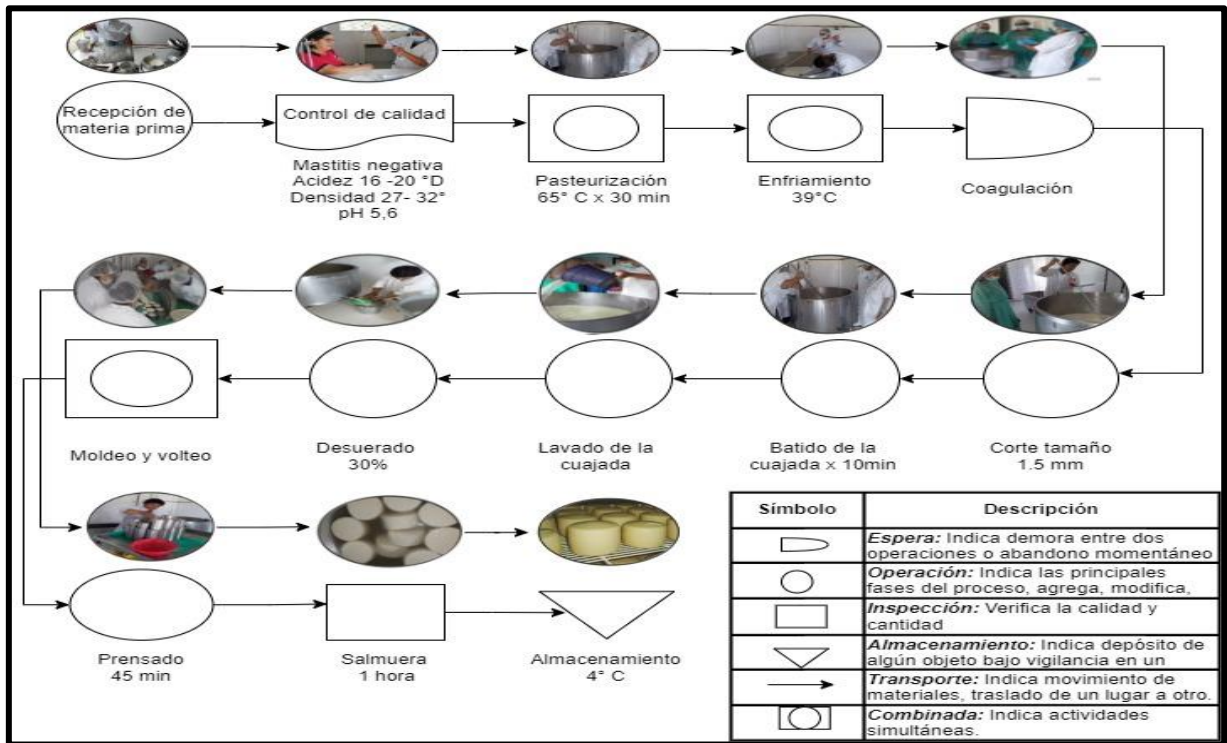 Recepción de
materia prima
Control de calidad
Mastitis negativa
Acidez 16 -20 °D
Densidad 27- 32°
pH 5,6
Pasteurización
65° C x 30 min
Enfriamiento
39°C
Coagulación
Moldeo y volteo
Desuerado
30%
Lavado de la
cuajada
Batido de la
cuajada x 10min
Corte tamaño
1.5 mm
Prensado
45 min
Salmuera
1 hora
Almacenamiento
4° C
Símbolo
Descripción
Espera: Indica demora entre dos
operaciones o abandono momentáneo
Operación: Indica las principales
fases del proceso, agrega, modifica,
Inspección: Verifica la calidad y
cantidad
Almacenamiento: Indica depósito de
algún objeto bajo vigilancia en un
Transporte: Indica movimiento de
materiales, traslado de un lugar a otro.
Combinada: Indica actividades
simultáneas.